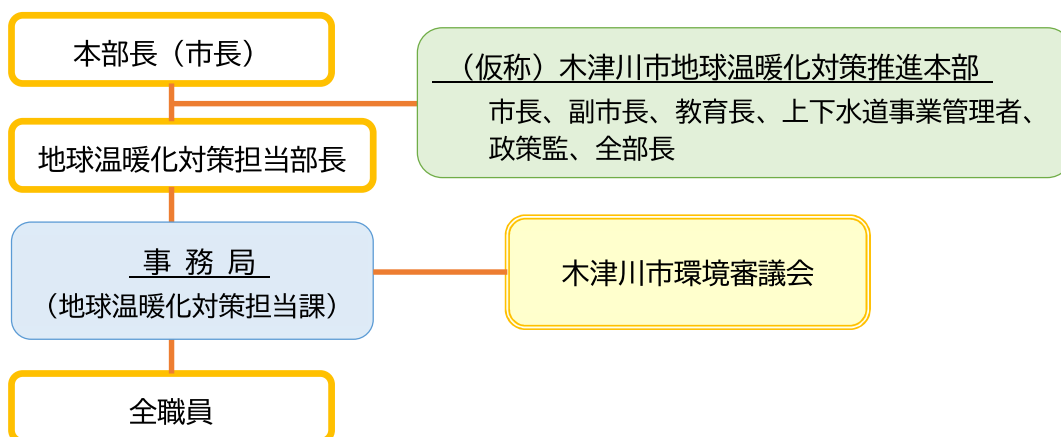 本部長（市長）
（仮称）木津川市地球温暖化対策推進本部
市長、副市長、教育長、上下水道事業管理者、
政策監、全部長
地球温暖化対策担当部長
事 務 局
（地球温暖化対策担当課）
木津川市環境審議会
全職員